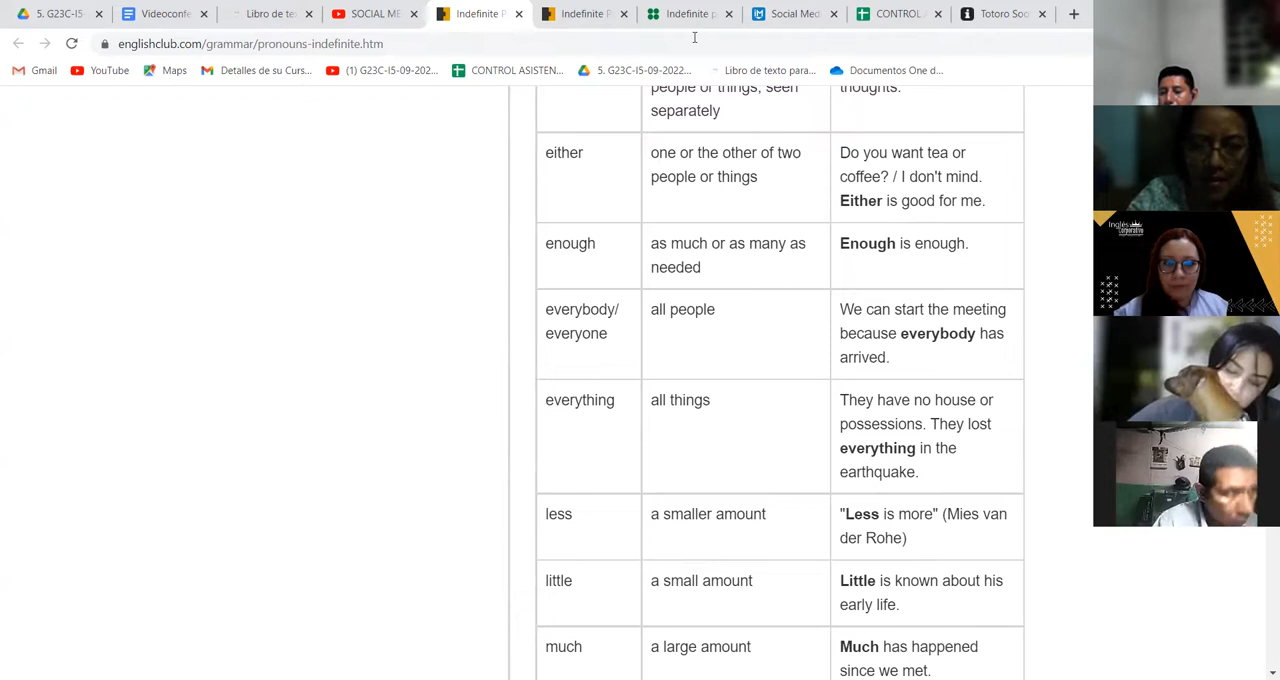 5. G23C-I5-
Videoconfe
Libro de te
SOCIAL ME
Indefinite P
Indefinite P
Indefinite p
Social Med
CONTROL A
Totoro Soo
englishclub.com/grammar/pronouns-indefinite.htm
Gmail
YouTube
Maps
Detalles de su Curs...
(1) G23C-I5-09-202...
CONTROL ASISTEN...
5. G23C-I5-09-2022...
Libro de texto para...
Documentos One d...
people or things, seen
separately
thoughts.
either
one or the other of two
people or things
Do you want tea or
coffee? / I don't mind.
Either is good for me.
enough
as much or as many as
needed
Enough is enough.
everybody/
everyone
all people
We can start the meeting
because everybody has
arrived.
everything
all things
They have no house or
possessions. They lost
everything in the
earthquake.
less
a smaller amount
"Less is more" (Mies van
der Rohe)
little
a small amount
Little is known about his
early life.
much
a large amount
Much has happened
since we met.
Inglés
Corporativo